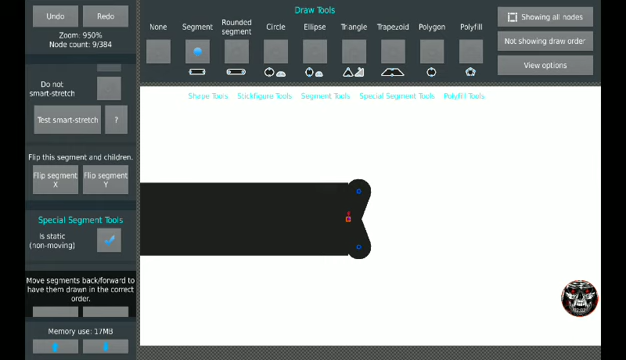 Undo
Redo
Zoom: 950%
Node count: 9/384
Do not
smart-stretch
Test smart-stretch
?
Flip this segment and children.
Flip segment
X
Flip segment
Y
Special Segment Tools
Is static
(non-moving)
Move segments back/forward to
have them drawn in the correct
order.
Memory use: 17MB
Draw Tools
None
Segment
Rounded
segment
Circle
Ellipse
Triangle
Trapezoid
Polygon
Polyfill
Showing all nodes
Not showing draw order
View options
Shape Tools
Stickfigure Tools
Segment Tools
Special Segment Tools
Polyfill Tools